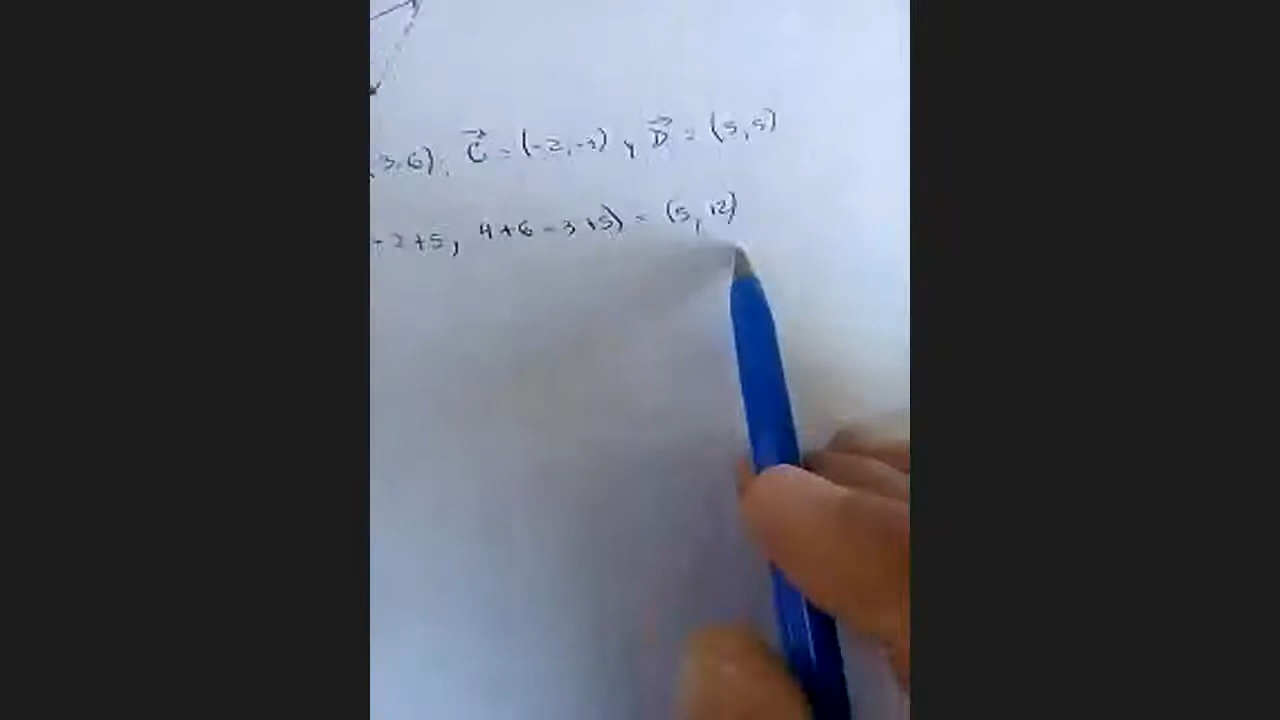 3,6), C⃗ = (-2,-3) y D⃗ = (5,5)
-2+5, 4+6-3+5) = (5,12)